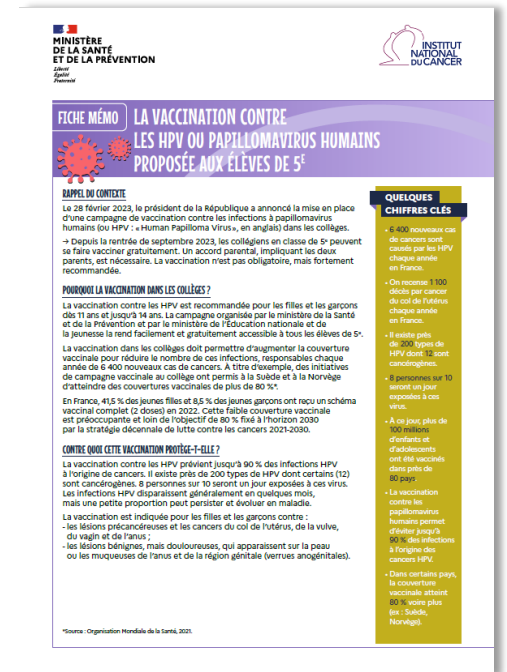 MINISTÈRE
DE LA SANTÉ
ET DE LA PRÉVENTION
Liberté
Égalité
Fraternité
INSTITUT
NATIONAL
DU CANCER
FICHE MÉMO
LA VACCINATION CONTRE
LES HPV OU PAPILLOMAVIRUS HUMAINS
PROPOSÉE AUX ÉLÈVES DE 5E
RAPPEL DU CONTEXTE
Le 28 février 2023, le président de la République a annoncé la mise en place
d'une campagne de vaccination contre les infections à papillomavirus
humains (ou HPV : « Human Papilloma Virus », en anglais) dans les collèges.
→ Depuis la rentrée de septembre 2023, les collégiens en classe de 5e peuvent
se faire vacciner gratuitement. Un accord parental, impliquant les deux
parents, est nécessaire. La vaccination n'est pas obligatoire, mais fortement
recommandée.
POURQUOI LA VACCINATION DANS LES COLLÈGES ?
La vaccination contre les HPV est recommandée pour les filles et les garçons
dès 11 ans et jusqu'à 14 ans. La campagne organisée par le ministère de la Santé
et de la Prévention et par le ministère de l'Éducation nationale et de
la Jeunesse la rend facilement et gratuitement accessible à tous les élèves de 5e.
La vaccination dans les collèges doit permettre d'augmenter la couverture
vaccinale pour réduire le nombre de ces infections, responsables chaque
année de 6 400 nouveaux cas de cancers. À titre d'exemple, des initiatives
de campagne vaccinale au collège ont permis à la Suède et à la Norvège
d'atteindre des couvertures vaccinales de plus de 80 %*.
En France, 41,5 % des jeunes filles et 8,5 % des jeunes garçons ont reçu un schéma
vaccinal complet (2 doses) en 2022. Cette faible couverture vaccinale
est préoccupante et loin de l'objectif de 80 % fixé à l'horizon 2030
par la stratégie décennale de lutte contre les cancers 2021-2030.
CONTRE QUOI CETTE VACCINATION PROTÈGE-T-ELLE ?
La vaccination contre les HPV prévient jusqu'à 90 % des infections HPV
à l'origine de cancers. Il existe près de 200 types de HPV dont certains (12)
sont cancérogènes. 8 personnes sur 10 seront un jour exposées à ces virus.
Les infections HPV disparaissent généralement en quelques mois,
mais une petite proportion peut persister et évoluer en maladie.
La vaccination est indiquée pour les filles et les garçons contre :
- les lésions précancéreuses et les cancers du col de l'utérus, de la vulve,
du vagin et de l'anus ;
- les lésions bénignes, mais douloureuses, qui apparaissent sur la peau
ou les muqueuses de l'anus et de la région génitale (verrues anogénitales).
*Source : Organisation Mondiale de la Santé, 2021.
QUELQUES
CHIFFRES CLÉS
• 6 400 nouveaux cas
de cancers sont
causés par les HPV
chaque année
en France.
• On recense 1 100
décès par cancer
du col de l'utérus
chaque année
en France.
• Il existe près
de 200 types de
HPV dont 12 sont
cancérogènes.
• 8 personnes sur 10
seront un jour
exposées à ces
virus.
• À ce jour, plus de
100 millions
d'enfants et
d'adolescents
ont été vaccinés
dans près de
80 pays.
• La vaccination
contre les
papillomavirus
humains permet
d'éviter jusqu'à
90 % des infections
à l'origine des
cancers HPV.
• Dans certains pays,
la couverture
vaccinale atteint
80 % voire plus
(ex : Suède,
Norvège).